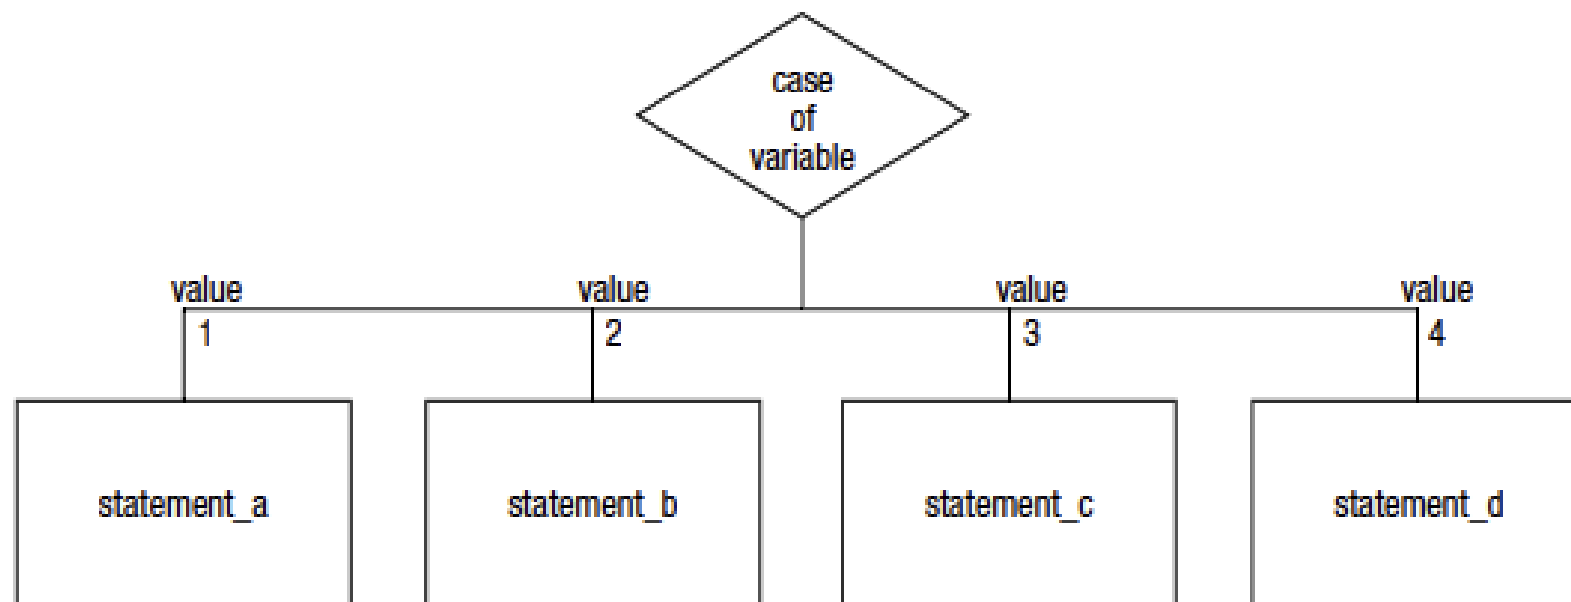 case
of
variable
value value value value
1 2 3 4
statement_a statement_b statement_c statement_d